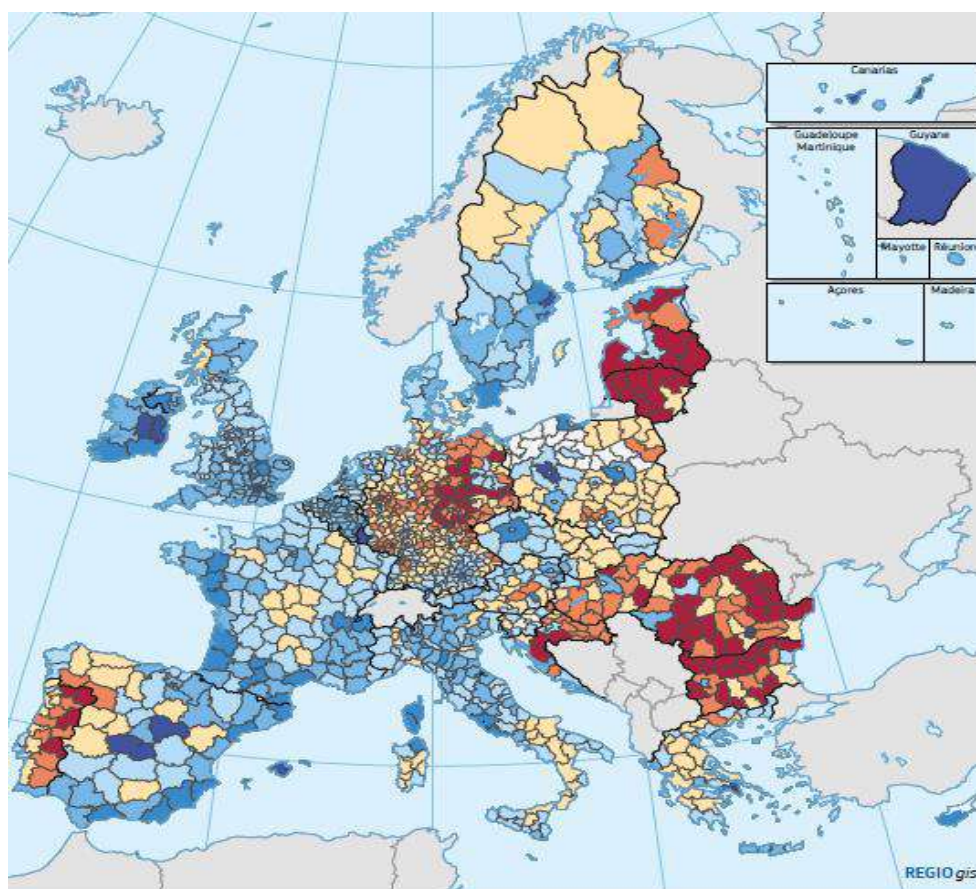 Canarias
Guadeloupe
Martinique
Guyane
Mayotte
Réunion
Açores
Madeira
REGIOgis